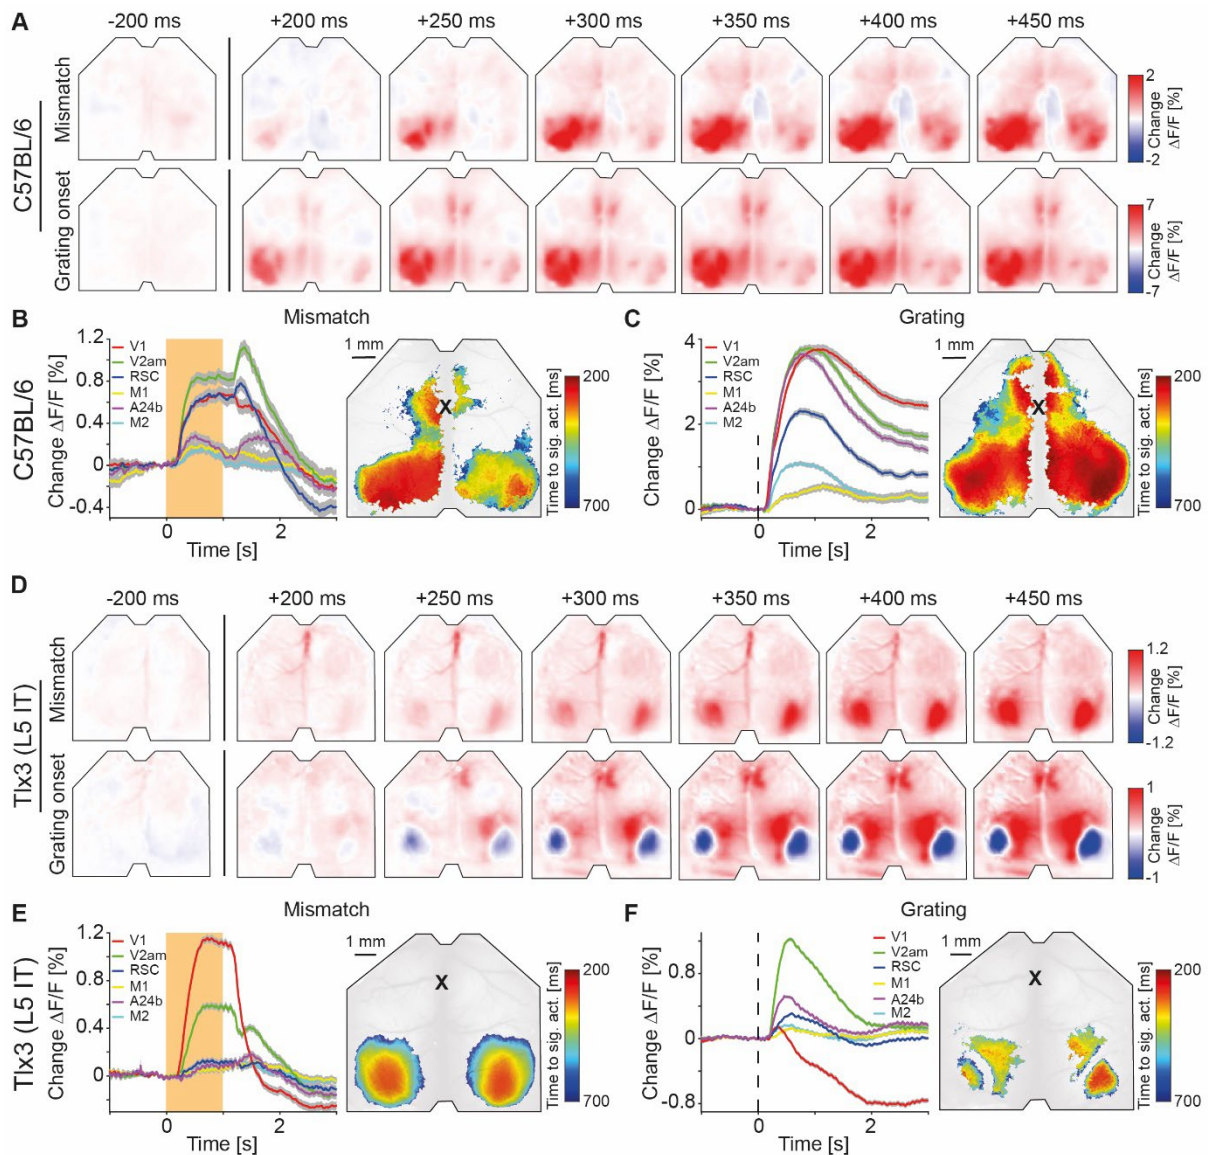 A
-200 ms +200 ms +250 ms +300 ms +350 ms +400 ms +450 ms
C57BL/6
Mismatch
2
Change
ΔF/F [%]
-2
Grating onset
7
Change
ΔF/F [%]
-7
B
Mismatch
C57BL/6
Change ΔF/F [%]
1.2
0.8
0.4
0
-0.4
V1
V2am
RSC
M1
A24b
M2
0 2
Time [s]
1 mm
X
200
Time to sig. act. [ms]
700
C
Grating
Change ΔF/F [%]
4
2
0
V1
V2am
RSC
M1
A24b
M2
0 2
Time [s]
1 mm
X
200
Time to sig. act. [ms]
700
D
-200 ms +200 ms +250 ms +300 ms +350 ms +400 ms +450 ms
Tlx3 (L5 IT)
Mismatch
1.2
Change
ΔF/F [%]
-1.2
Grating onset
1
Change
ΔF/F [%]
-1
E
Mismatch
Tlx3 (L5 IT)
Change ΔF/F [%]
1.2
0.8
0.4
0
V1
V2am
RSC
M1
A24b
M2
0 2
Time [s]
1 mm
X
200
Time to sig. act. [ms]
700
F
Grating
Change ΔF/F [%]
0.8
0
-0.8
V1
V2am
RSC
M1
A24b
M2
0 2
Time [s]
1 mm
X
200
Time to sig. act. [ms]
700